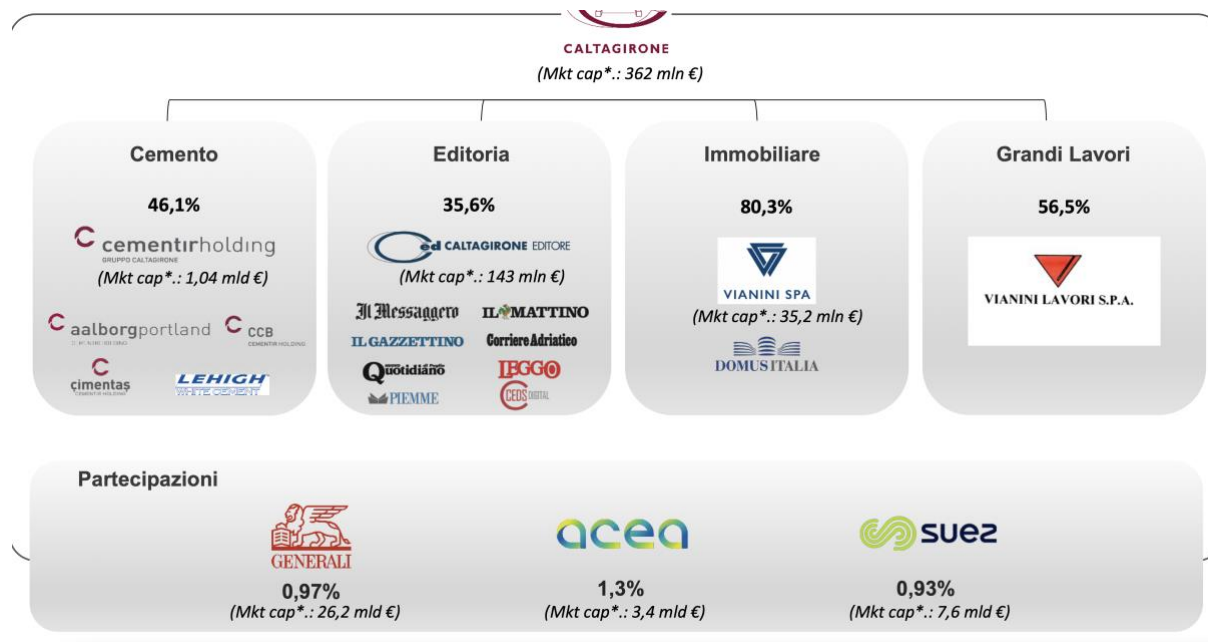 CALTAGIRONE
(Mkt cap*.: 362 mln €)
Cemento
46,1%
cementırholding
GRUPPO CALTAGIRONE
(Mkt cap*.: 1,04 mld €)
aalborgportland
CCB
CEMENTIR HOLDING
çimentaş
CEMENTIR HOLDING
LEHIGH
WHITE CEMENT
Editoria
35,6%
ed CALTAGIRONE EDITORE
(Mkt cap*.: 143 mln €)
Il Messaggero
IL MATTINO
IL GAZZETTINO
Corriere Adriatico
Quotidiano
LEGGO
PIEMME
CEDS DIGITAL
Immobiliare
80,3%
VIANINI SPA
(Mkt cap*.: 35,2 mln €)
DOMUS ITALIA
Grandi Lavori
56,5%
VIANINI LAVORI S.P.A.
Partecipazioni
GENERALI
0,97%
(Mkt cap*.: 26,2 mld €)
acea
1,3%
(Mkt cap*.: 3,4 mld €)
suez
0,93%
(Mkt cap*.: 7,6 mld €)